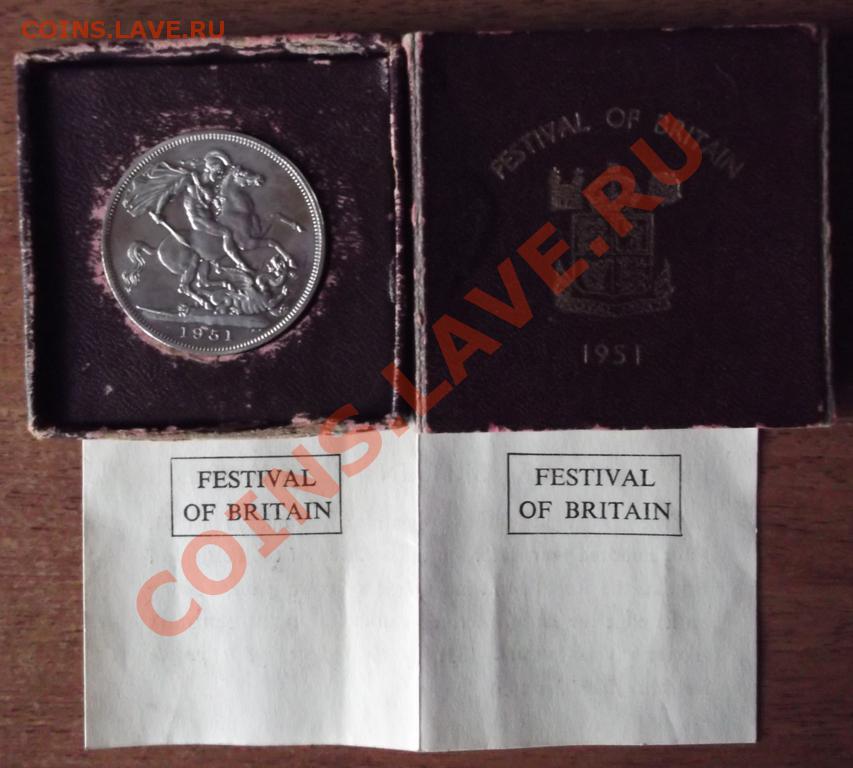 COINS.LAVE.RU
FESTIVAL OF BRITAIN
1951
1951
FESTIVAL
OF BRITAIN
FESTIVAL
OF BRITAIN
COINS.LAVE.RU